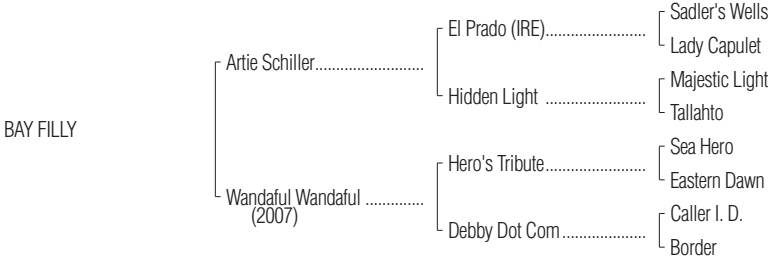 Sadler's Wells
El Prado (IRE)........................
Lady Capulet
Artie Schiller..........................
Majestic Light
Hidden Light ........................
Tallahto
BAY FILLY
Sea Hero
Hero's Tribute........................
Eastern Dawn
Wandaful Wandaful ..............
(2007)
Caller I. D.
Debby Dot Com....................
Border